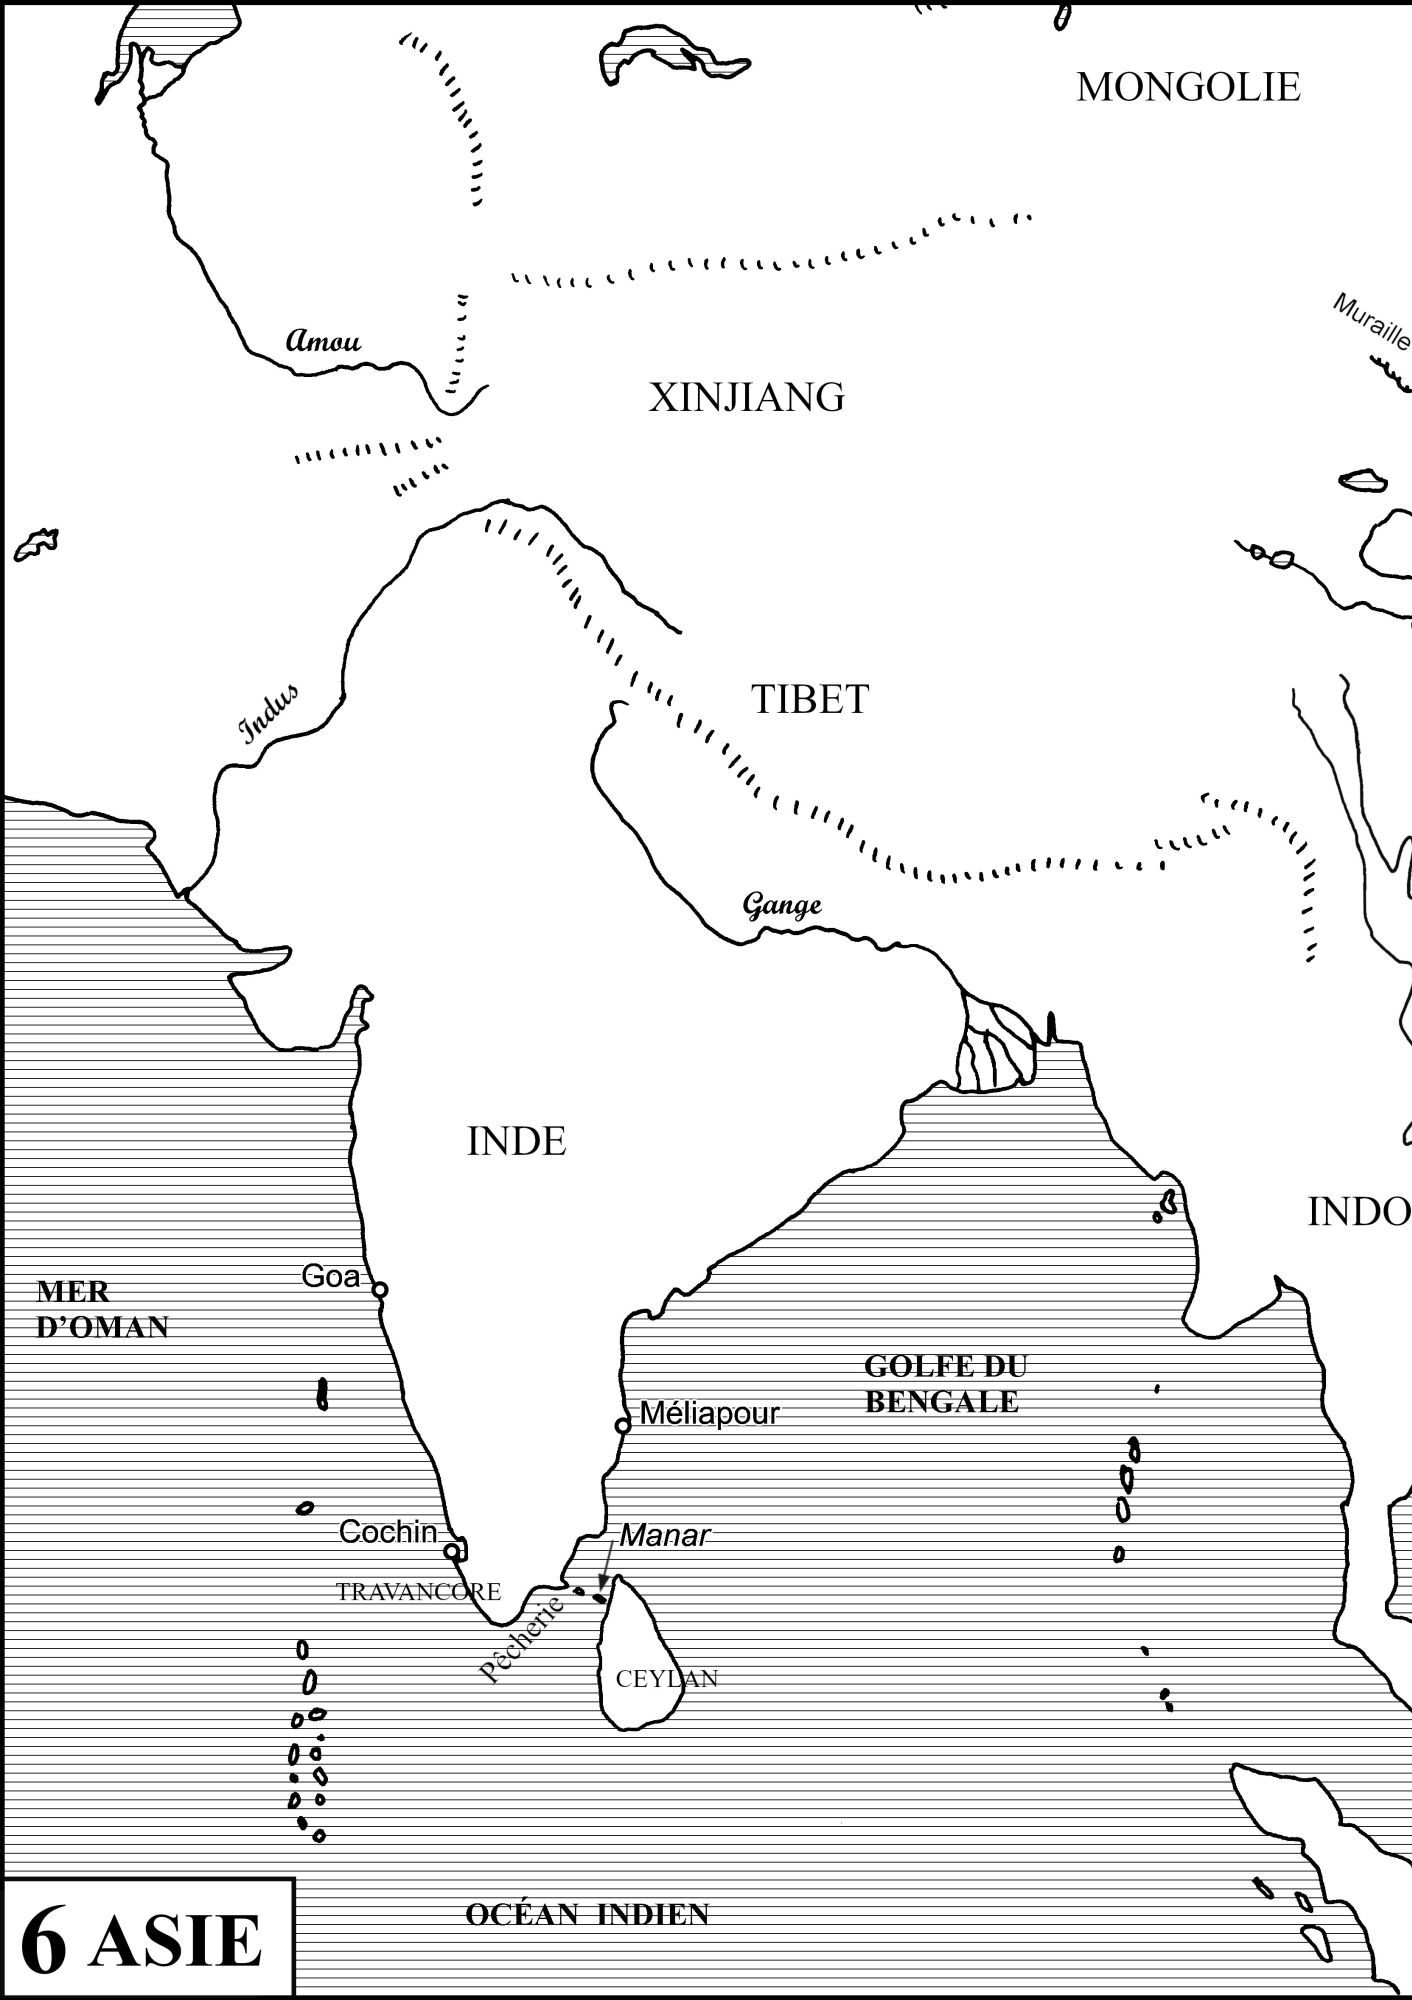 MONGOLIE
Muraille
Amou
XINJIANG
Indus
TIBET
Gange
INDE
INDO
Goa
MER
D'OMAN
GOLFE DU
BENGALE
Méliapour
Cochin
Manar
TRAVANCORE
Pêcherie
CEYLAN
OCÉAN INDIEN
6 ASIE